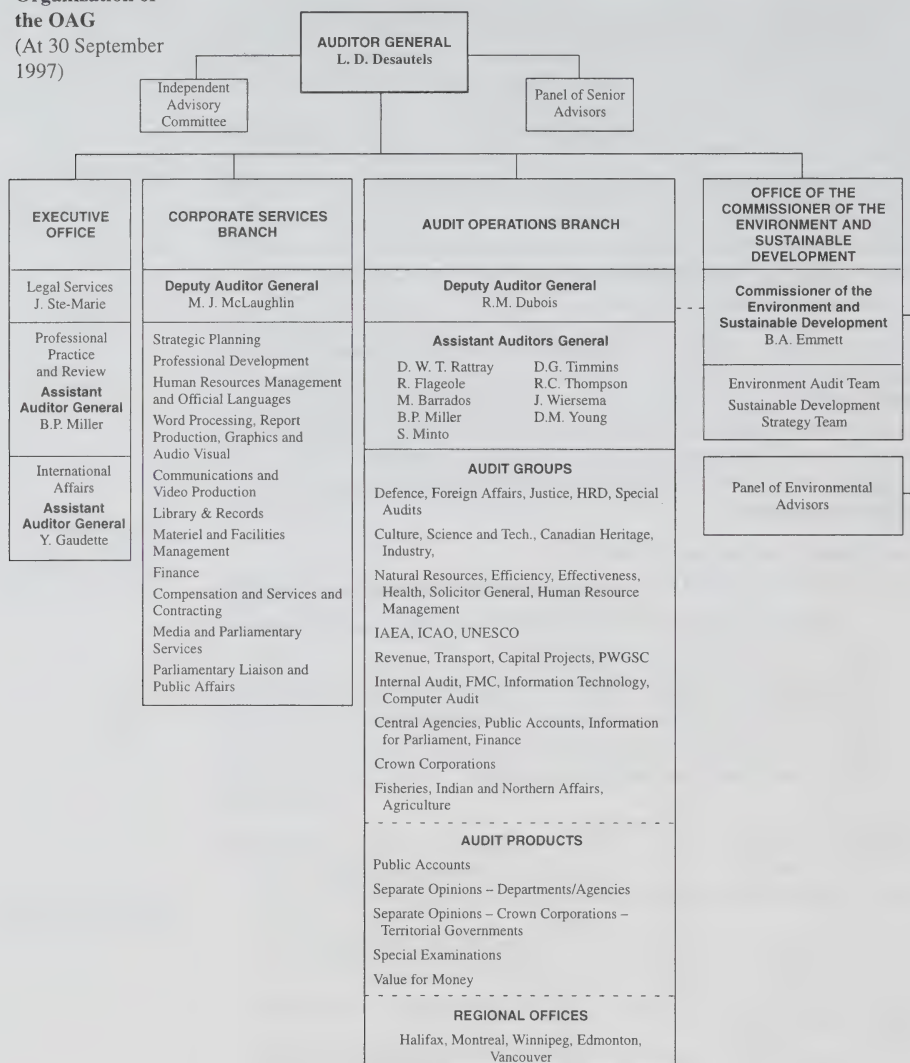 Organization of
the OAG
(At 30 September
1997)
AUDITOR GENERAL
L. D. Desautels
Independent
Advisory
Committee
Panel of Senior
Advisors
EXECUTIVE
OFFICE
Legal Services
J. Ste-Marie
Professional
Practice
and Review
Assistant
Auditor General
B.P. Miller
International
Affairs
Assistant
Auditor General
Y. Gaudette
CORPORATE SERVICES
BRANCH
Deputy Auditor General
M. J. McLaughlin
Strategic Planning
Professional Development
Human Resources Management
and Official Languages
Word Processing, Report
Production, Graphics and
Audio Visual
Communications and
Video Production
Library & Records
Materiel and Facilities
Management
Finance
Compensation and Services and
Contracting
Media and Parliamentary
Services
Parliamentary Liaison and
Public Affairs
AUDIT OPERATIONS BRANCH
Deputy Auditor General
R.M. Dubois
Assistant Auditors General
D. W. T. Rattray D.G. Timmins
R. Flageole R.C. Thompson
M. Barrados J. Wiersema
B.P. Miller D.M. Young
S. Minto
AUDIT GROUPS
Defence, Foreign Affairs, Justice, HRD, Special
Audits
Culture, Science and Tech., Canadian Heritage,
Industry,
Natural Resources, Efficiency, Effectiveness,
Health, Solicitor General, Human Resource
Management
IAEA, ICAO, UNESCO
Revenue, Transport, Capital Projects, PWGSC
Internal Audit, FMC, Information Technology,
Computer Audit
Central Agencies, Public Accounts, Information
for Parliament, Finance
Crown Corporations
Fisheries, Indian and Northern Affairs,
Agriculture
AUDIT PRODUCTS
Public Accounts
Separate Opinions – Departments/Agencies
Separate Opinions – Crown Corporations –
Territorial Governments
Special Examinations
Value for Money
REGIONAL OFFICES
Halifax, Montreal, Winnipeg, Edmonton,
Vancouver
OFFICE OF THE
COMMISSIONER OF THE
ENVIRONMENT AND
SUSTAINABLE
DEVELOPMENT
Commissioner of the
Environment and
Sustainable Development
B.A. Emmett
Environment Audit Team
Sustainable Development
Strategy Team
Panel of Environmental
Advisors